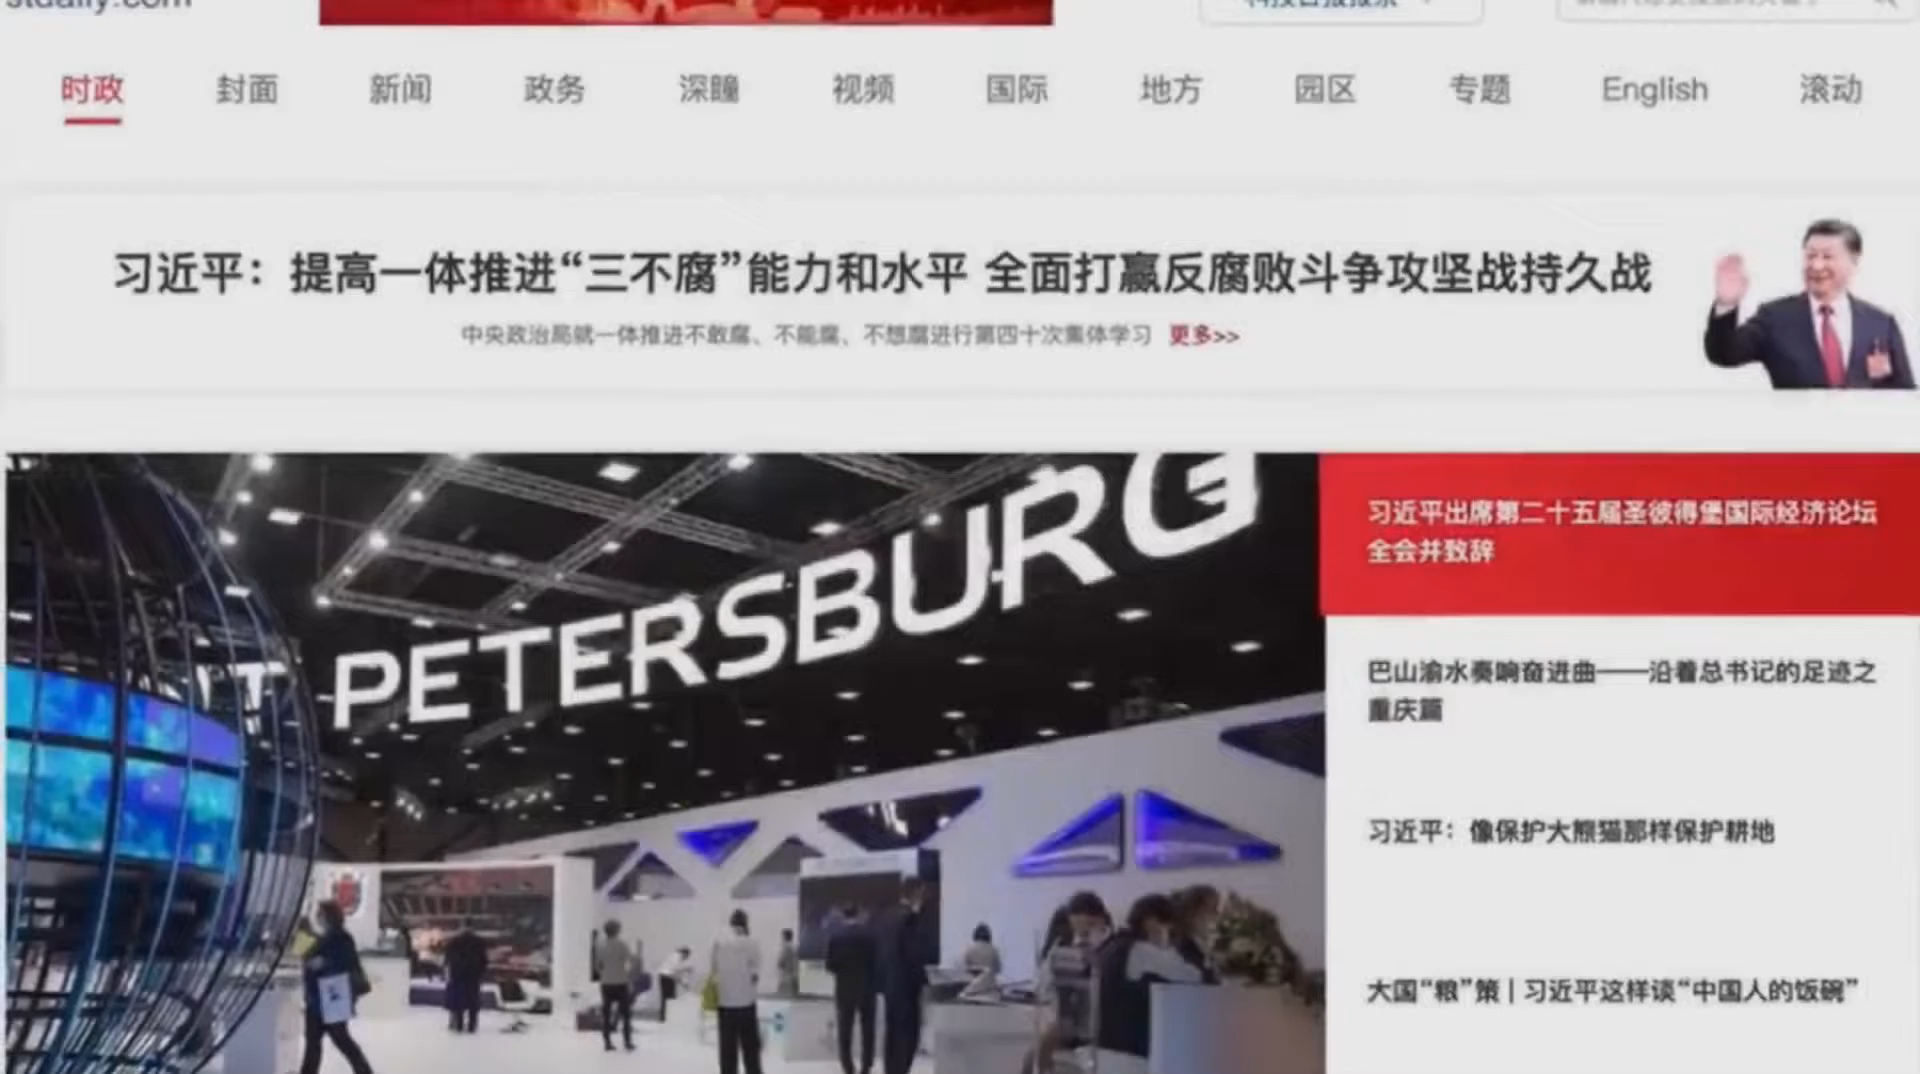 stdaily.com
时政 封面 新闻 政务 深瞳 视频 国际 地方 园区 专题 English 滚动
习近平：提高一体推进“三不腐”能力和水平 全面打赢反腐败斗争攻坚战持久战
中央政治局就一体推进不敢腐、不能腐、不想腐进行第四十次集体学习 更多>>
PETERSBURG
习近平出席第二十五届圣彼得堡国际经济论坛
全会并致辞
巴山渝水奏响奋进曲——沿着总书记的足迹之
重庆篇
习近平：像保护大熊猫那样保护耕地
大国“粮”策 | 习近平这样谈“中国人的饭碗”